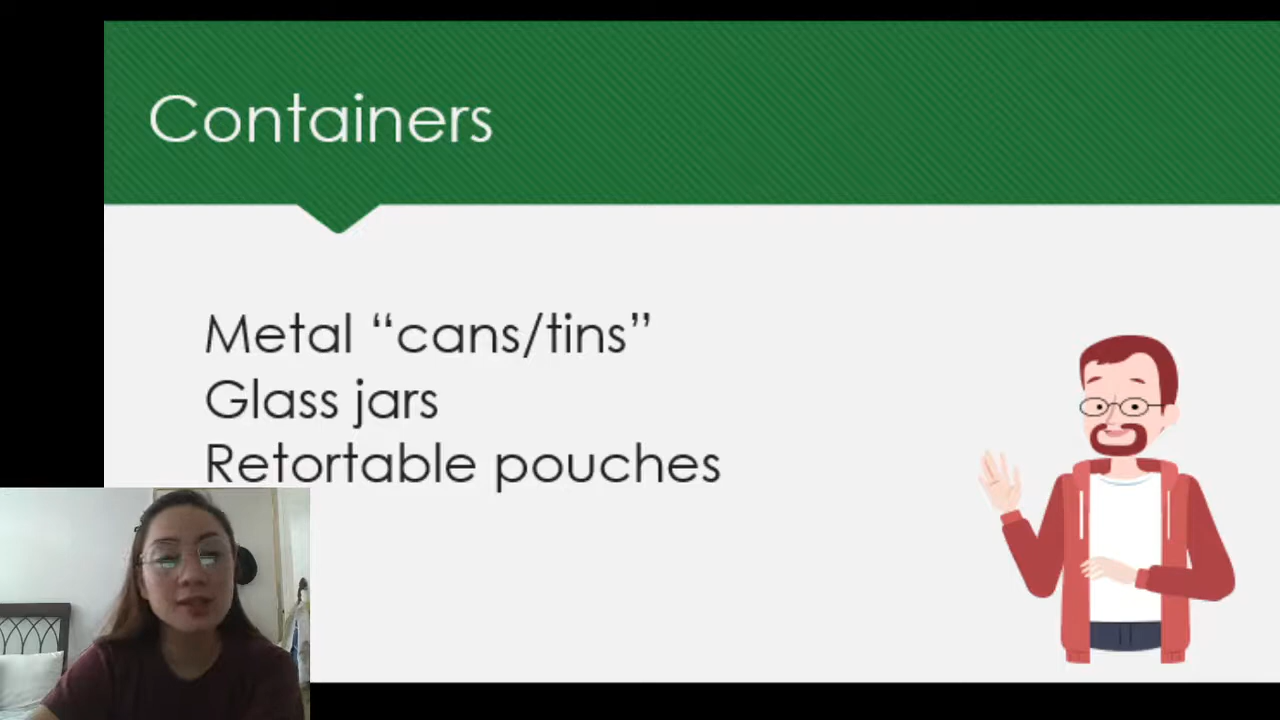 Containers
Metal “cans/tins”
Glass jars
Retortable pouches